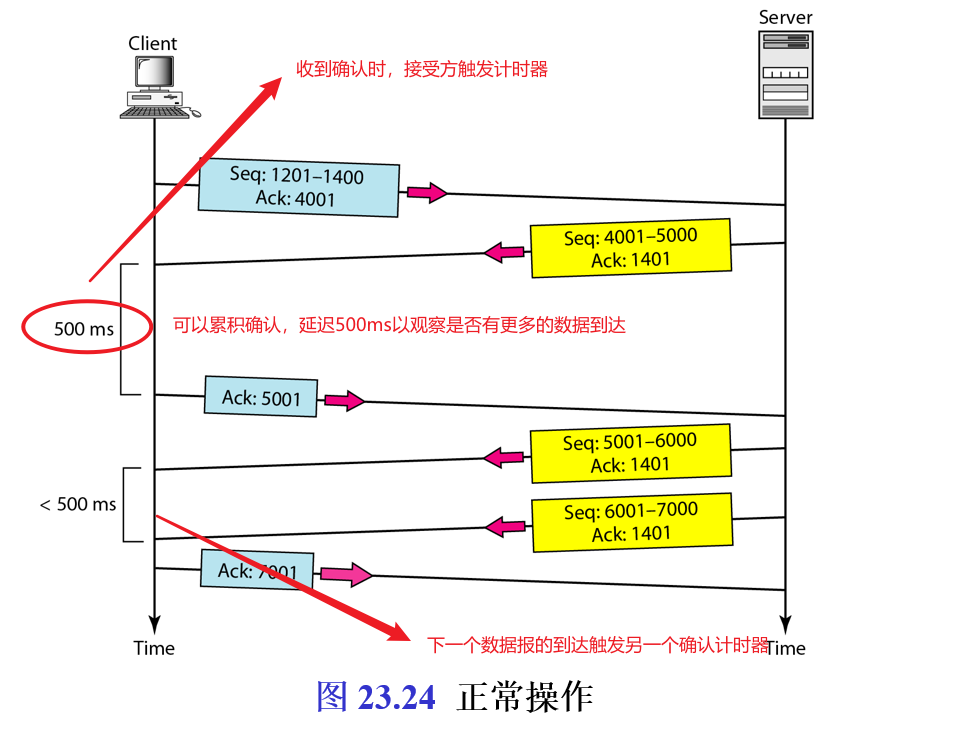 Server
Client
收到确认时，接受方触发计时器
Seq: 1201–1400
Ack: 4001
Seq: 4001–5000
Ack: 1401
500 ms
可以累积确认，延迟500ms以观察是否有更多的数据到达
Ack: 5001
Seq: 5001–6000
Ack: 1401
< 500 ms
Seq: 6001–7000
Ack: 1401
Ack: 7001
下一个数据报的到达触发另一个确认计时器
Time
Time
图 23.24 正常操作